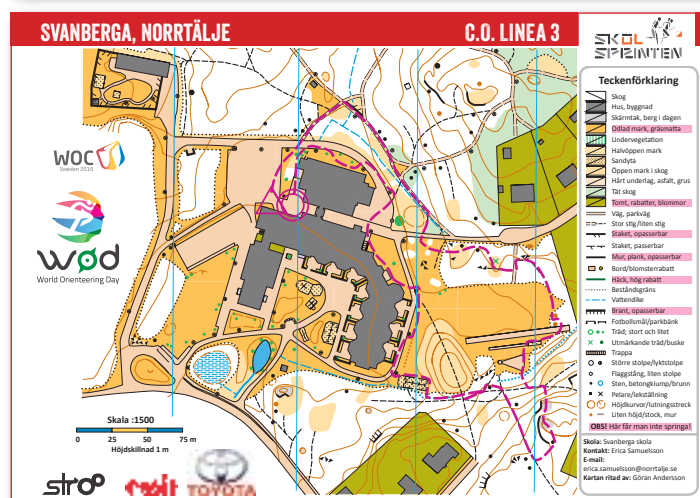 SVANBERGA, NORRTÄLJE
C.O. LINEA 3
SKOL
SPRINTEN
WOC
Sweden 2016
wod
World Orienteering Day
Skala :1500
0 25 50 75 m
Höjdskillnad 1 m
TOYOTA
Teckenförklaring
Skog
Hus, byggnad
Skärmtak, berg i dagen
Odlad mark, gräsmatta
Undervegetation
Halvöppen mark
Sandyta
Öppen mark i skog
Hårt underlag, asfalt, grus
Tät skog
Tomt, rabatter, blommor
Väg, parkväg
Stor stig/liten stig
Staket, opasserbar
Staket, passerbar
Mur, plank, opasserbar
Bord/blomsterrabatt
Häck, hög rabatt
Beståndsgräns
Vattendike
Brant, opasserbar
Fotbollsmål/parkbänk
Träd; stort och litet
Utmärkande träd/buske
Trappa
Större stolpe/lyktstolpe
Flaggstång, liten stolpe
Sten, betongklump/brunn
Pelare/lekställning
Höjdkurvor/lutningsstreck
Liten höjd/stock, mur
OBS! Här får man inte springa!
Skola: Svanberga skola
Kontakt: Erica Samuelsson
E-mail:
erica.samuelsson@norrtalje.se
Kartan ritad av: Göran Andersson